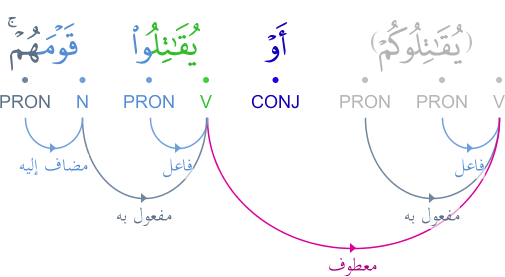 (يُقَـٰتِلُوكُمْ) أَوْ يُقَـٰتِلُوا۟ قَوْمَهُمْ ۚ
V PRON PRON CONJ V PRON N PRON
فاعل فاعل مضاف إليه
مفعول به مفعول به
معطوف